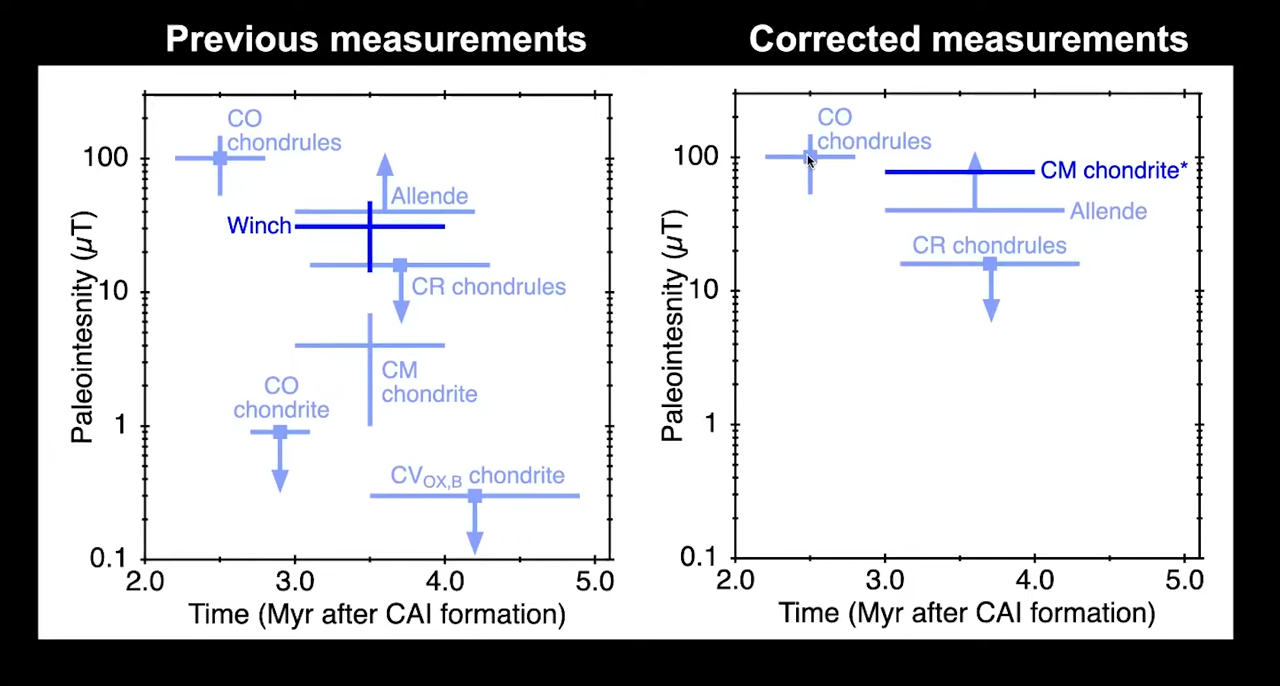 Previous measurements
Corrected measurements
Paleointesnity (µT)
100
10
1
0.1
CO
chondrules
Allende
Winch
CR chondrules
CM
chondrite
CO
chondrite
CVOX,B chondrite
2.0
3.0
4.0
5.0
Time (Myr after CAI formation)
Paleointesnity (µT)
100
10
1
0.1
CO
chondrules
CM chondrite*
Allende
CR chondrules
2.0
3.0
4.0
5.0
Time (Myr after CAI formation)